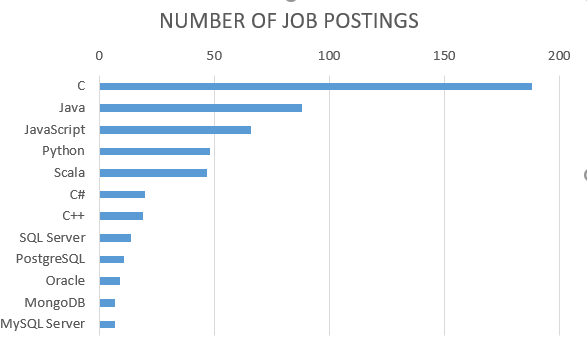 NUMBER OF JOB POSTINGS
0 50 100 150 200
C
Java
JavaScript
Python
Scala
C#
C++
SQL Server
PostgreSQL
Oracle
MongoDB
MySQL Server